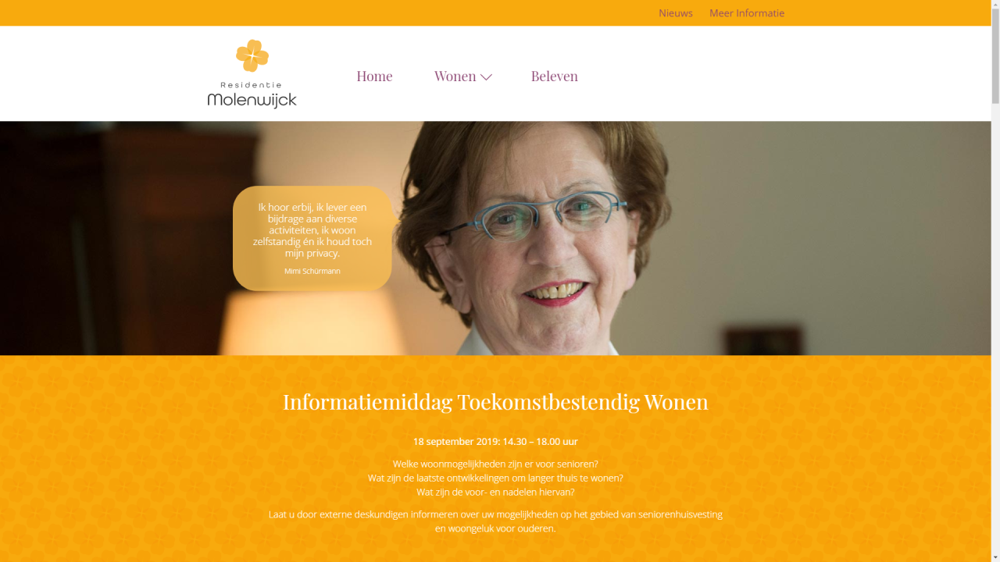 Nieuws Meer Informatie
Residentie
Molenwijck
Home Wonen Beleven
Ik hoor erbij, ik lever een
bijdrage aan diverse
activiteiten, ik woon
zelfstandig én ik houd toch
mijn privacy.
Mimi Schürmann
Informatiemiddag Toekomstbestendig Wonen
18 september 2019: 14.30 – 18.00 uur
Welke woonmogelijkheden zijn er voor senioren?
Wat zijn de laatste ontwikkelingen om langer thuis te wonen?
Wat zijn de voor- en nadelen hiervan?
Laat u door externe deskundigen informeren over uw mogelijkheden op het gebied van seniorenhuisvesting
en woongeluk voor ouderen.